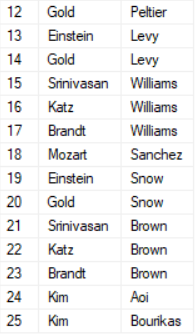 12 Gold Peltier
13 Einstein Levy
14 Gold Levy
15 Srinivasan Williams
16 Katz Williams
17 Brandt Williams
18 Mozart Sanchez
19 Einstein Snow
20 Gold Snow
21 Srinivasan Brown
22 Katz Brown
23 Brandt Brown
24 Kim Aoi
25 Kim Bourikas